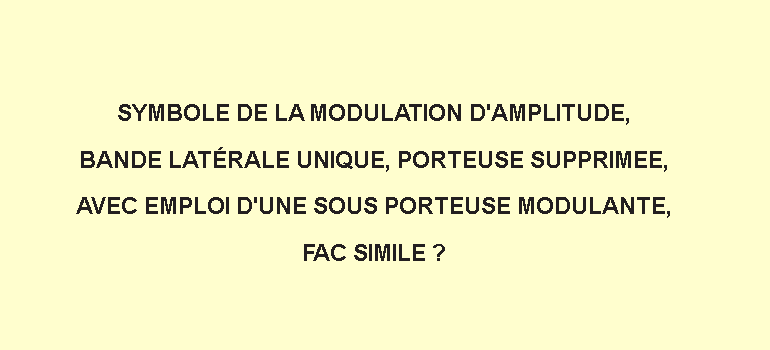 SYMBOLE DE LA MODULATION D'AMPLITUDE,
BANDE LATÉRALE UNIQUE, PORTEUSE SUPPRIMEE,
AVEC EMPLOI D'UNE SOUS PORTEUSE MODULANTE,
FAC SIMILE ?